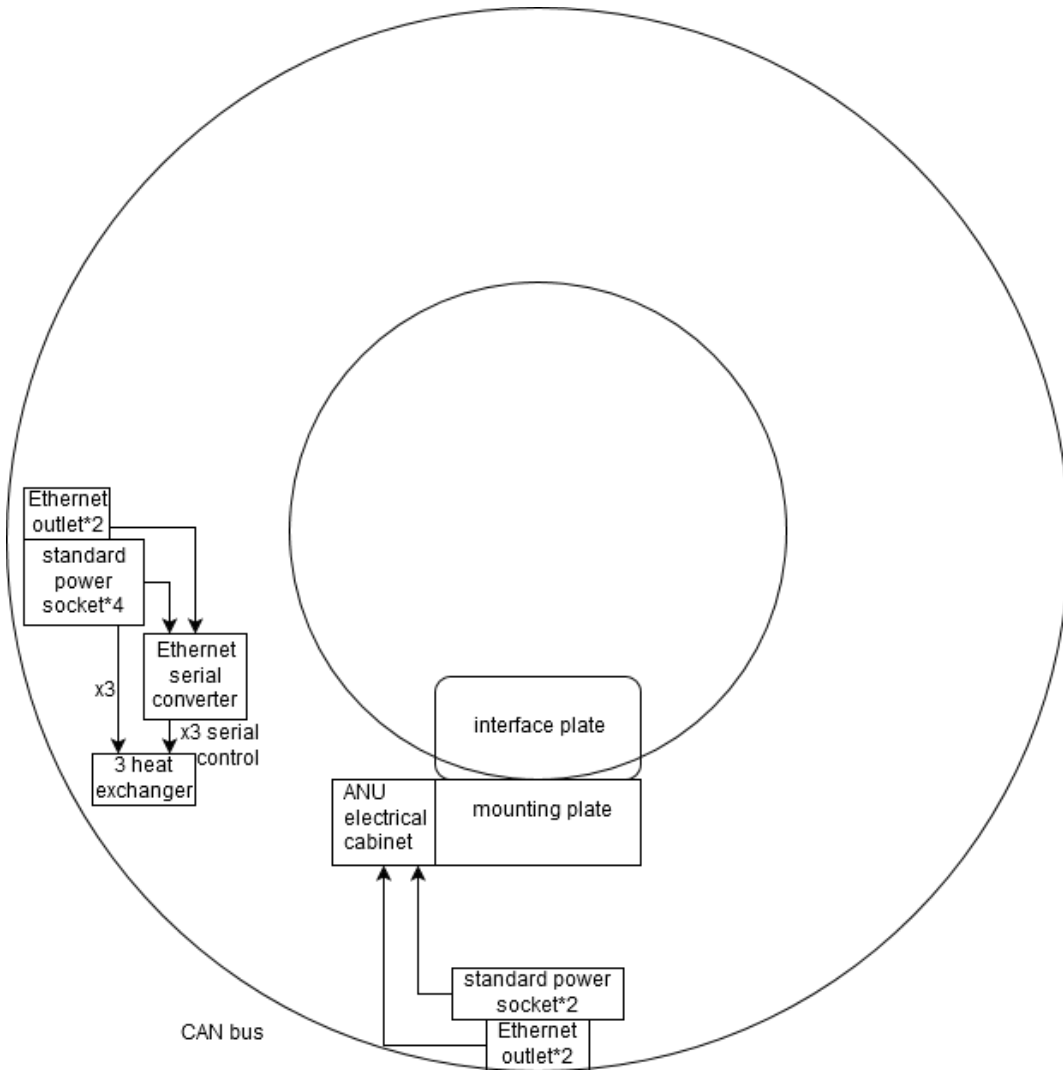 Ethernet
outlet*2
standard
power
socket*4
Ethernet
serial
converter
x3
x3 serial
control
3 heat
exchanger
interface plate
ANU
electrical
cabinet
mounting plate
standard power
socket*2
Ethernet
outlet*2
CAN bus